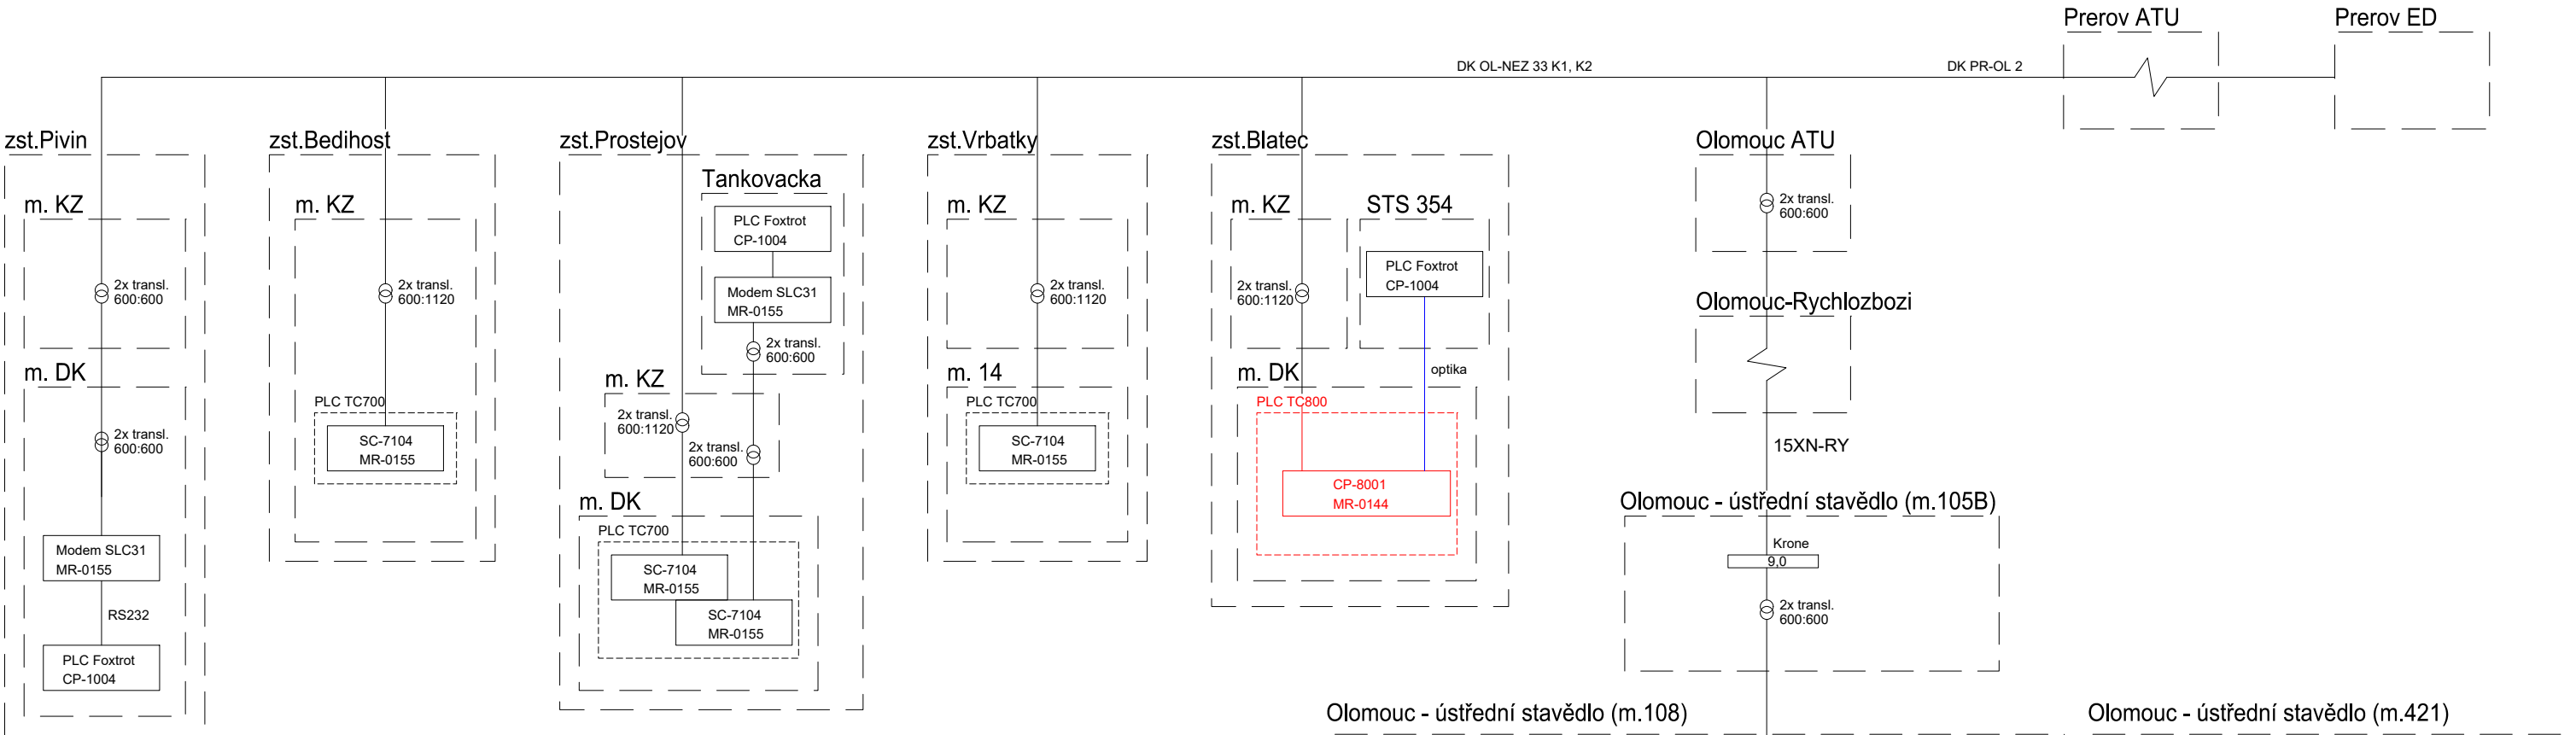 Prerov ATU
Prerov ED
DK OL-NEZ 33 K1, K2
DK PR-OL 2
zst.Pivin
m. KZ
2x transl.
600:600
m. DK
2x transl.
600:600
Modem SLC31
MR-0155
RS232
PLC Foxtrot
CP-1004
zst.Bedihost
m. KZ
2x transl.
600:1120
PLC TC700
SC-7104
MR-0155
zst.Prostejov
Tankovacka
PLC Foxtrot
CP-1004
Modem SLC31
MR-0155
2x transl.
600:600
m. KZ
2x transl.
600:1120
2x transl.
600:600
m. DK
PLC TC700
SC-7104
MR-0155
SC-7104
MR-0155
zst.Vrbatky
m. KZ
2x transl.
600:1120
m. 14
PLC TC700
SC-7104
MR-0155
zst.Blatec
m. KZ
2x transl.
600:1120
STS 354
PLC Foxtrot
CP-1004
optika
m. DK
PLC TC800
CP-8001
MR-0144
Olomouc ATU
2x transl.
600:600
Olomouc-Rychlozbozi
15XN-RY
Olomouc - ústřední stavědlo (m.105B)
Krone
9,0
2x transl.
600:600
Olomouc - ústřední stavědlo (m.108)
Olomouc - ústřední stavědlo (m.421)